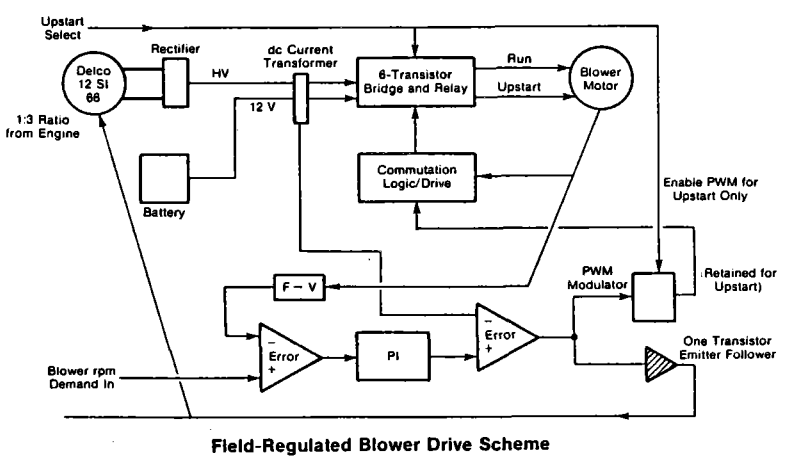 Upstart
Select
Rectifier
dc Current
Transformer
Delco
12 SI
66
HV
12 V
6-Transistor
Bridge and Relay
Run
Upstart
Blower
Motor
1:3 Ratio
from Engine
Battery
Commutation
Logic/Drive
Enable PWM for
Upstart Only
F – V
PWM
Modulator
(Retained for
Upstart)
–
Error
+
PI
–
Error
+
One Transistor
Emitter Follower
Blower rpm
Demand In
Field-Regulated Blower Drive Scheme